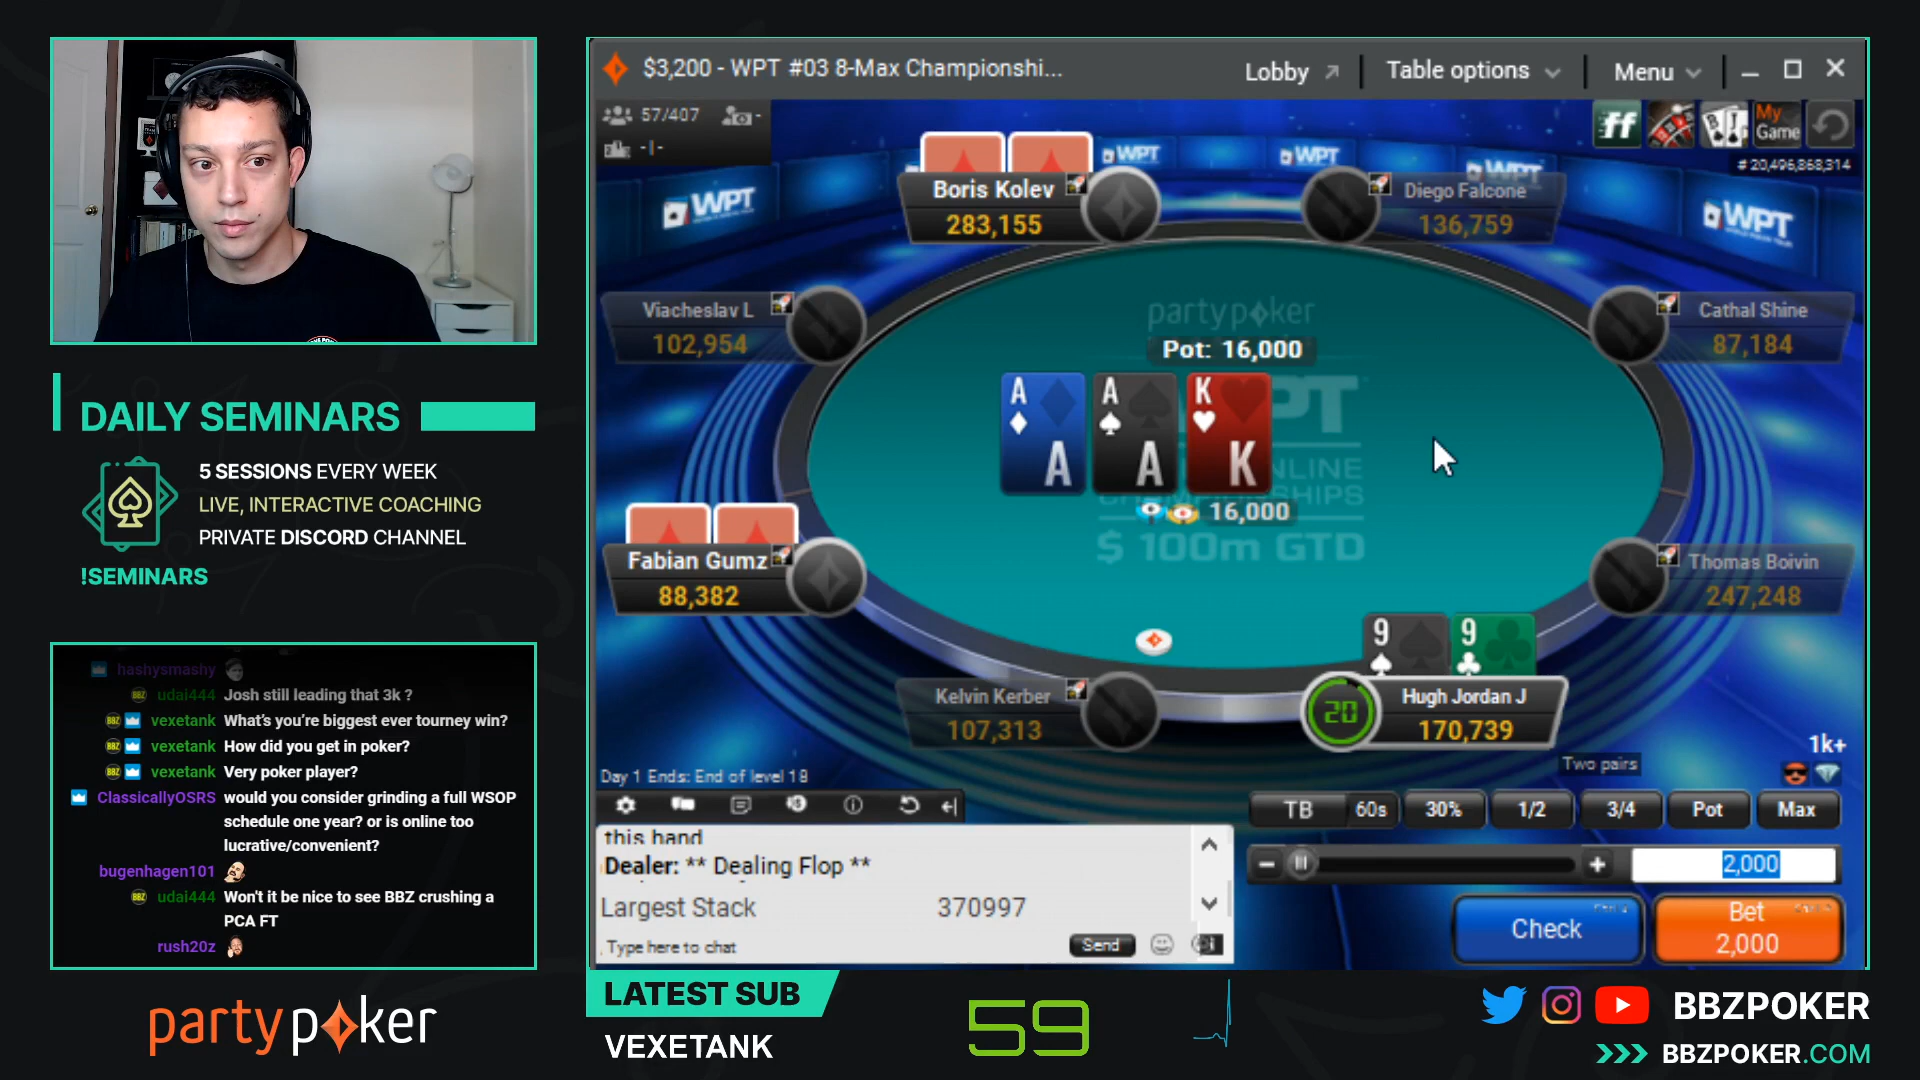 $3,200 - WPT #03 8-Max Championshi...
Lobby
Table options
Menu
57/407
-
-|-
ff
My
Game
# 20,496,868,314
WPT
WPT
WPT
WPT
WPT
Boris Kolev
283,155
Diego Falcone
136,759
Viacheslav L
102,954
Cathal Shine
87,184
partypoker
Pot: 16,000
A
A
A
A
K
K
16,000
$ 100m GTD
Fabian Gumz
88,382
Thomas Boivin
247,248
9
9
Kelvin Kerber
107,313
20
Hugh Jordan J
170,739
1k+
Two pairs
Day 1 Ends: End of level 18
TB
60s
30%
1/2
3/4
Pot
Max
this hand
Dealer: ** Dealing Flop **
Largest Stack 370997
Type here to chat
Send
2,000
Check
Bet
2,000
DAILY SEMINARS
5 SESSIONS EVERY WEEK
LIVE, INTERACTIVE COACHING
PRIVATE DISCORD CHANNEL
!SEMINARS
hashysmashy
udai444 Josh still leading that 3k ?
vexetank What's you're biggest ever tourney win?
vexetank How did you get in poker?
vexetank Very poker player?
ClassicallyOSRS would you consider grinding a full WSOP
schedule one year? or is online too
lucrative/convenient?
bugenhagen101
udai444 Won't it be nice to see BBZ crushing a
PCA FT
rush20z
partypoker
LATEST SUB
VEXETANK
59
BBZPOKER
>>> BBZPOKER.COM